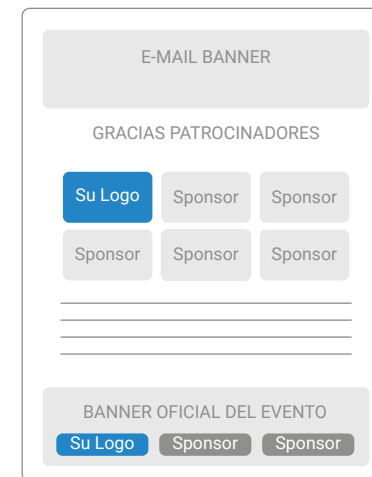 E-MAIL BANNER
GRACIAS PATROCINADORES
Su Logo Sponsor Sponsor
Sponsor Sponsor Sponsor
BANNER OFICIAL DEL EVENTO
Su Logo Sponsor Sponsor